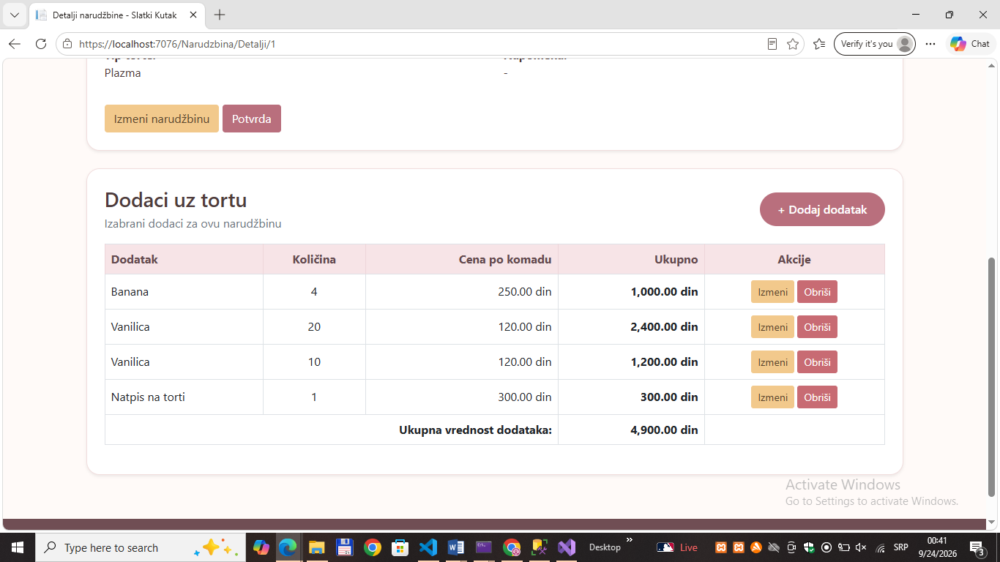 Detalji narudžbine - Slatki Kutak
https://localhost:7076/Narudzbina/Detalji/1
Verify it's you
Chat
Plazma
-
Izmeni narudžbinu Potvrda
Dodaci uz tortu
Izabrani dodaci za ovu narudžbinu
+ Dodaj dodatak
Dodatak Količina Cena po komadu Ukupno Akcije
Banana 4 250.00 din 1,000.00 din Izmeni Obriši
Vanilica 20 120.00 din 2,400.00 din Izmeni Obriši
Vanilica 10 120.00 din 1,200.00 din Izmeni Obriši
Natpis na torti 1 300.00 din 300.00 din Izmeni Obriši
Ukupna vrednost dodataka: 4,900.00 din
Activate Windows
Go to Settings to activate Windows.
Type here to search
Desktop
Live
SRP
00:41
9/24/2026
3